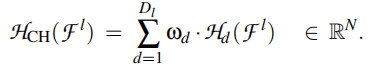 ℋ_CH(ℱ^l) = ∑_{d=1}^{D_l} ω_d · ℋ_d(ℱ^l) ∈ ℝ^N.